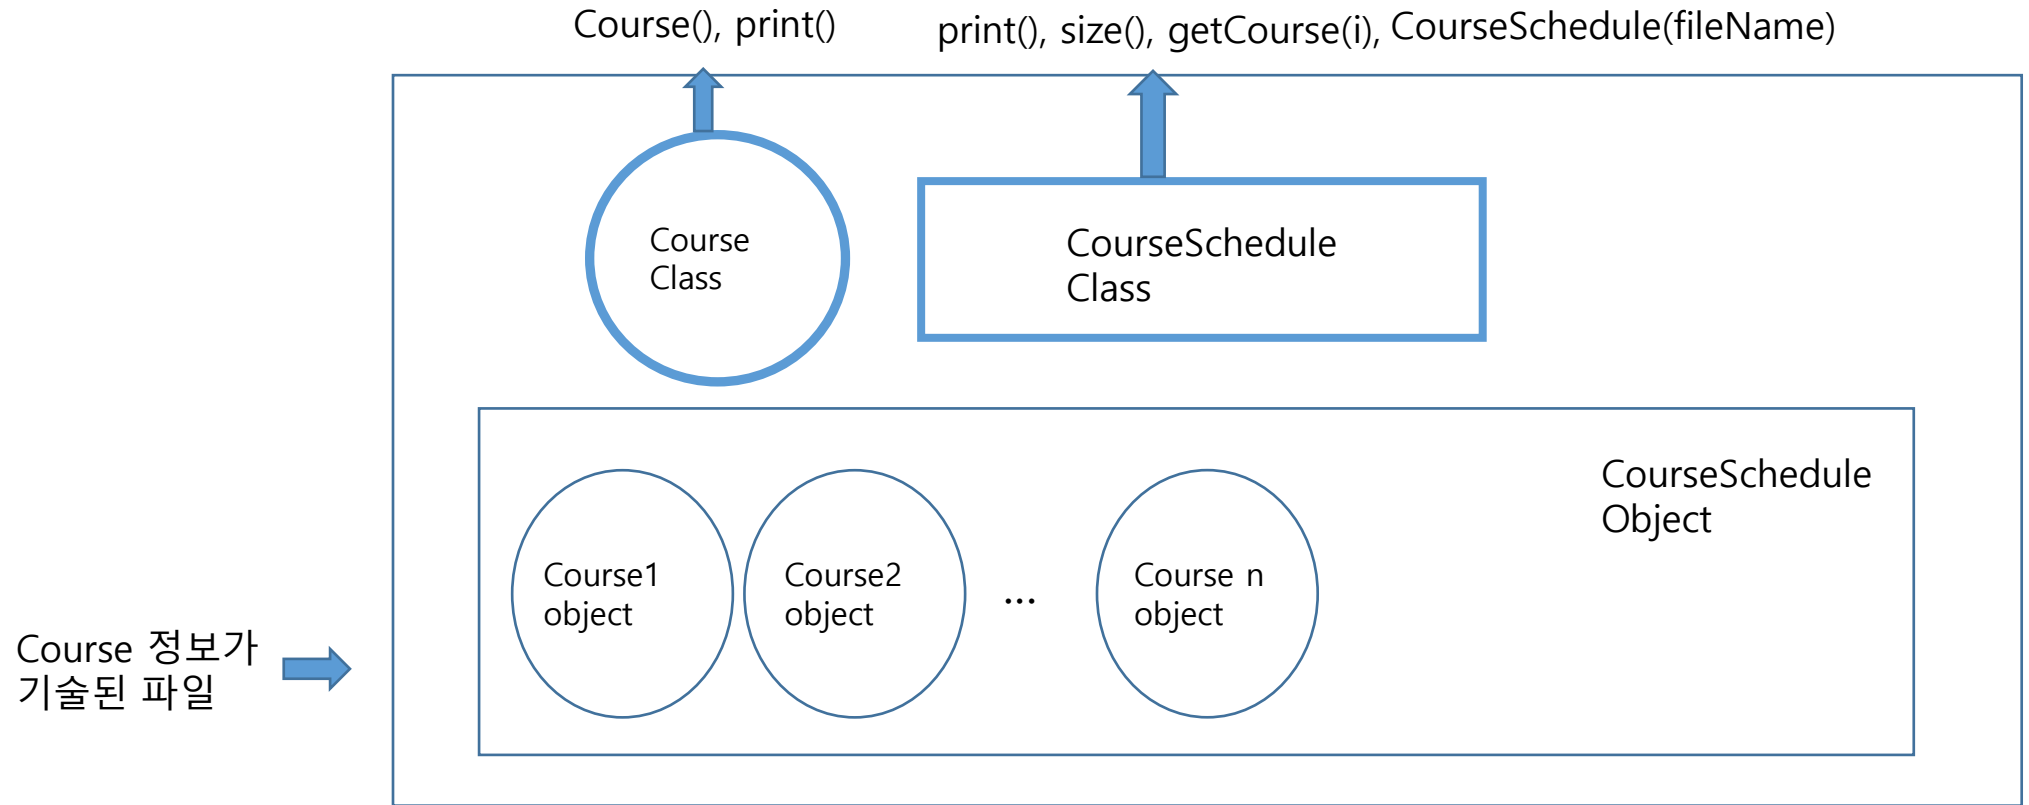 Course(), print()
print(), size(), getCourse(i), CourseSchedule(fileName)
Course
Class
CourseSchedule
Class
CourseSchedule
Object
Course1
object
Course2
object
...
Course n
object
Course 정보가
기술된 파일